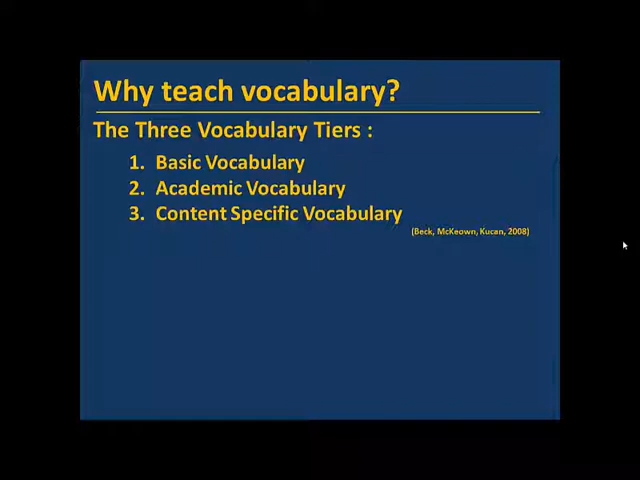 Why teach vocabulary?
The Three Vocabulary Tiers :
1. Basic Vocabulary
2. Academic Vocabulary
3. Content Specific Vocabulary
(Beck, McKeown, Kucan, 2008)